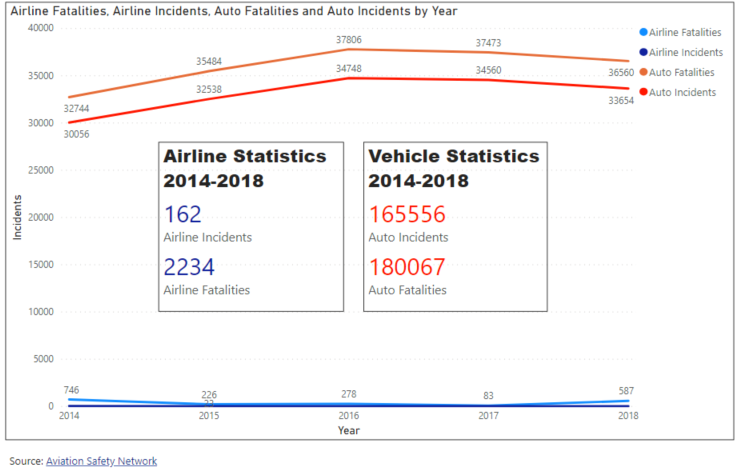 Airline Fatalities, Airline Incidents, Auto Fatalities and Auto Incidents by Year
40000
35000
30000
25000
20000
15000
10000
5000
0
Incidents
32744
35484
37806
37473
36560
30056
32538
34748
34560
33654
Airline Fatalities
Airline Incidents
Auto Fatalities
Auto Incidents
Airline Statistics
2014-2018
162
Airline Incidents
2234
Airline Fatalities
Vehicle Statistics
2014-2018
165556
Auto Incidents
180067
Auto Fatalities
746
226
278
83
587
2014
2015
2016
2017
2018
Year
Source: Aviation Safety Network